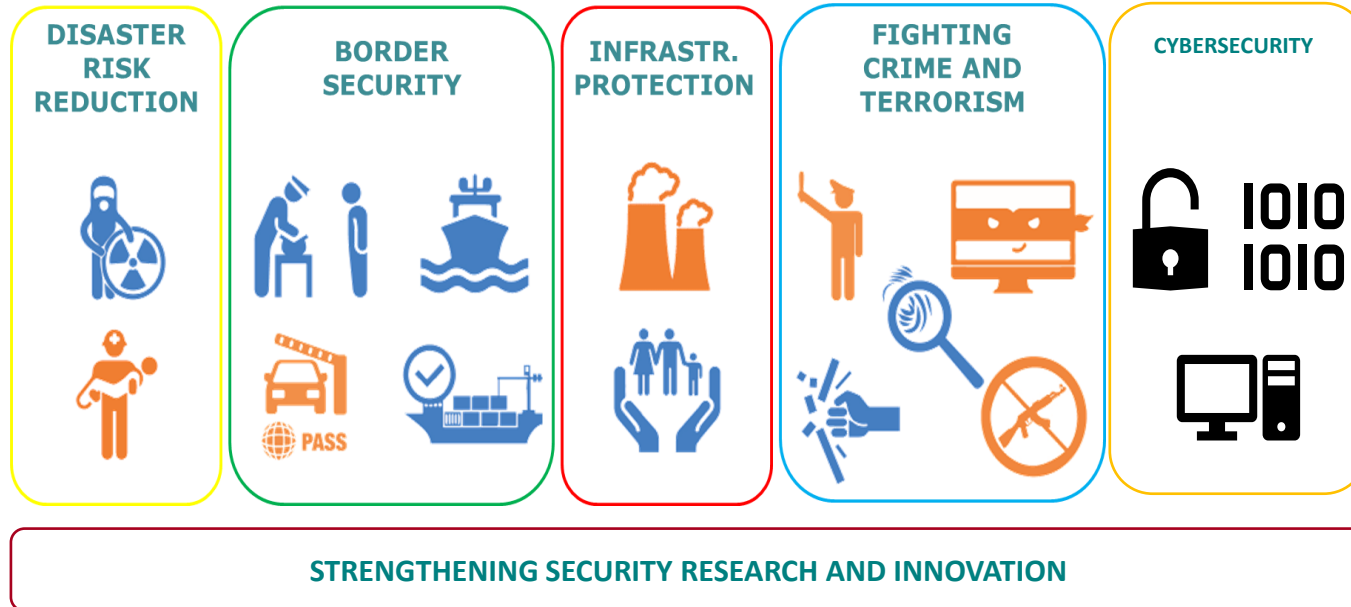 DISASTER
RISK
REDUCTION
BORDER
SECURITY
INFRASTR.
PROTECTION
FIGHTING
CRIME AND
TERRORISM
CYBERSECURITY
PASS
1010
1010
STRENGTHENING SECURITY RESEARCH AND INNOVATION